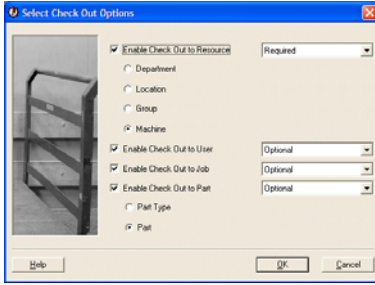 Select Check Out Options
Enable Check Out to Resource Required
Department
Location
Group
Machine
Enable Check Out to User Optional
Enable Check Out to Job Optional
Enable Check Out to Part Optional
Part Type
Part
Help OK Cancel